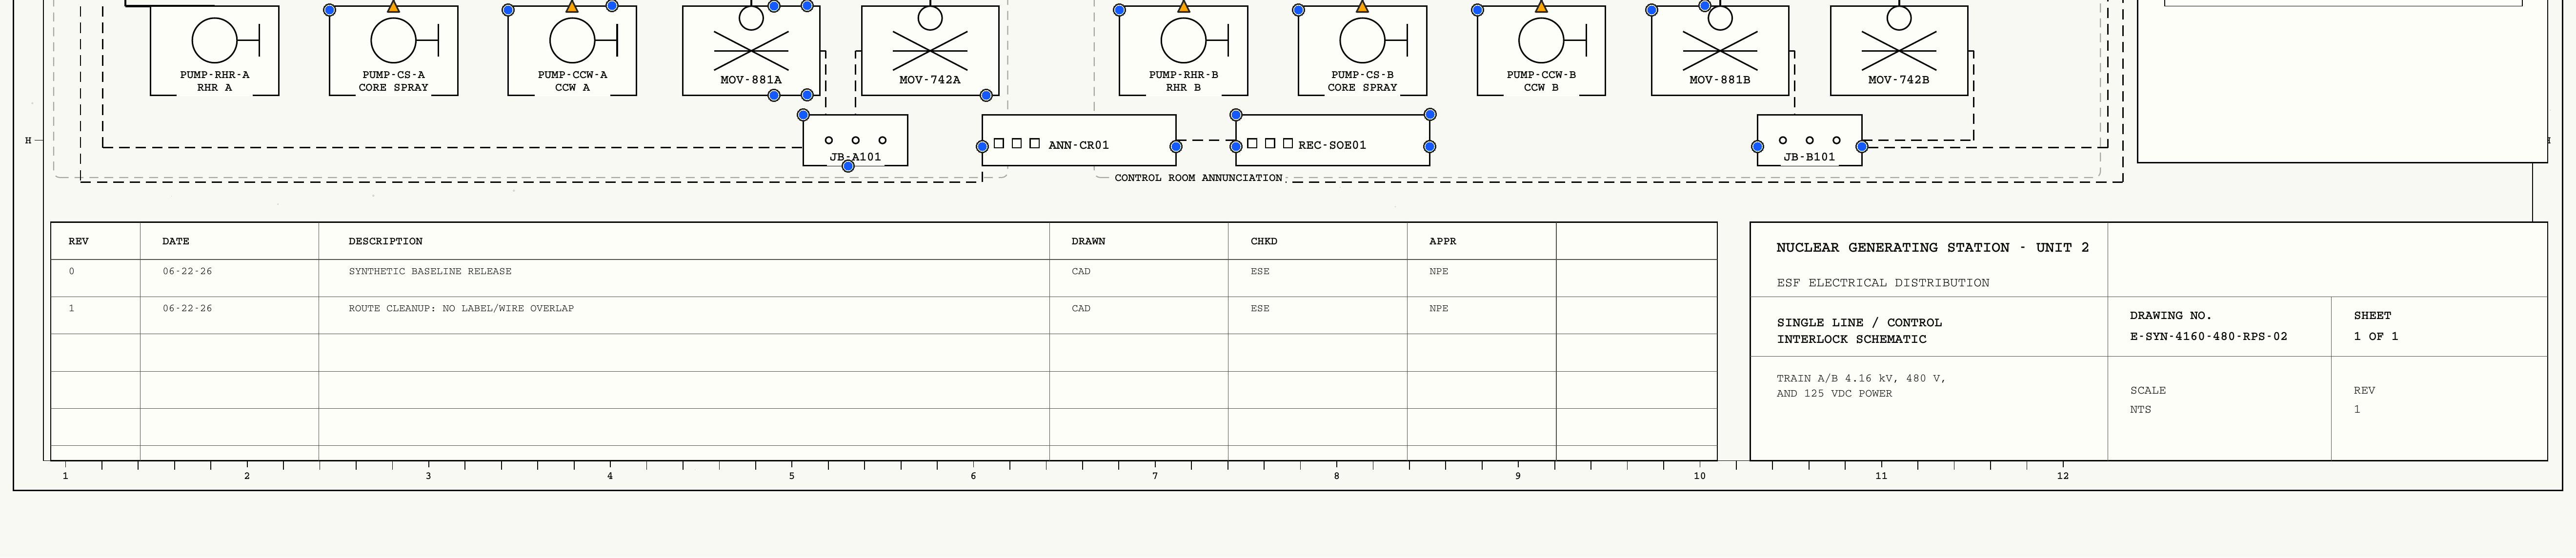 PUMP-RHR-A
RHR A
PUMP-CS-A
CORE SPRAY
PUMP-CCW-A
CCW A
MOV-881A
MOV-742A
PUMP-RHR-B
RHR B
PUMP-CS-B
CORE SPRAY
PUMP-CCW-B
CCW B
MOV-881B
MOV-742B
H
JB-A101
ANN-CR01
REC-SOE01
JB-B101
CONTROL ROOM ANNUNCIATION
REV DATE DESCRIPTION DRAWN CHKD APPR
0 06-22-26 SYNTHETIC BASELINE RELEASE CAD ESE NPE
1 06-22-26 ROUTE CLEANUP: NO LABEL/WIRE OVERLAP CAD ESE NPE
NUCLEAR GENERATING STATION - UNIT 2
ESF ELECTRICAL DISTRIBUTION
SINGLE LINE / CONTROL
INTERLOCK SCHEMATIC
DRAWING NO.
E-SYN-4160-480-RPS-02
SHEET
1 OF 1
TRAIN A/B 4.16 kV, 480 V,
AND 125 VDC POWER
SCALE
NTS
REV
1
1 2 3 4 5 6 7 8 9 10 11 12